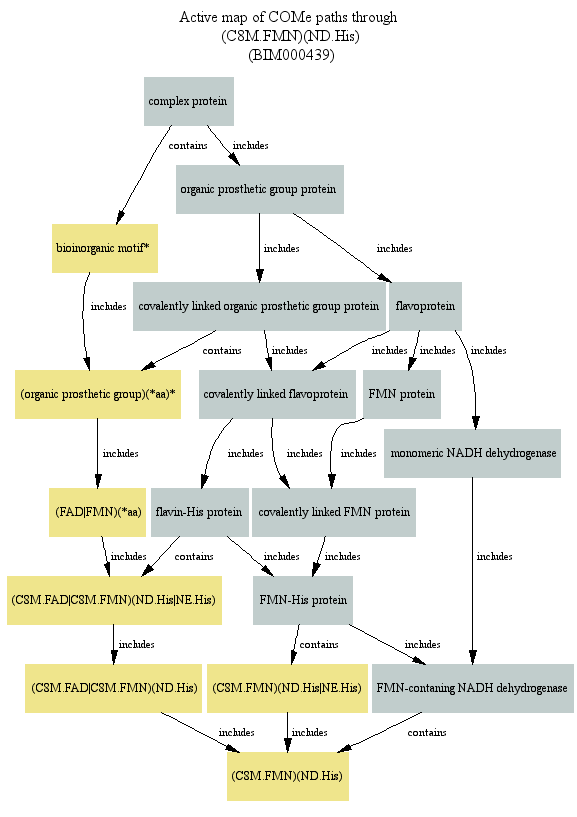 Active map of COMe paths through
(C8M.FMN)(ND.His)
(BIM000439)
complex protein
contains
includes
organic prosthetic group protein
bioinorganic motif*
includes
includes
includes
covalently linked organic prosthetic group protein
flavoprotein
contains
includes
includes
includes
includes
(organic prosthetic group)(*aa)*
covalently linked flavoprotein
FMN protein
monomeric NADH dehydrogenase
includes
includes
includes
includes
(FAD|FMN)(*aa)
flavin-His protein
covalently linked FMN protein
includes
contains
includes
includes
includes
(C8M.FAD|C8M.FMN)(ND.His|NE.His)
FMN-His protein
includes
contains
includes
(C8M.FAD|C8M.FMN)(ND.His)
(C8M.FMN)(ND.His|NE.His)
FMN-contaning NADH dehydrogenase
includes
includes
contains
(C8M.FMN)(ND.His)